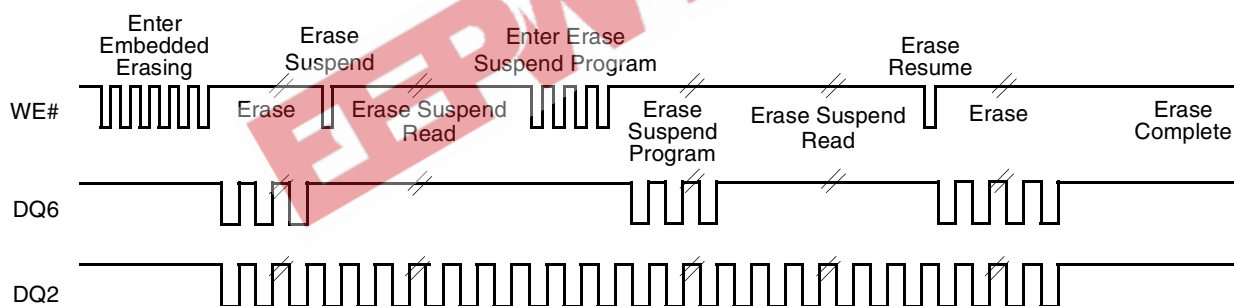 Enter
Embedded
Erasing
Erase
Suspend
Enter Erase
Suspend Program
Erase
Resume
WE#
Erase
Erase Suspend
Read
Erase
Suspend
Program
Erase Suspend
Read
Erase
Erase
Complete
DQ6
DQ2